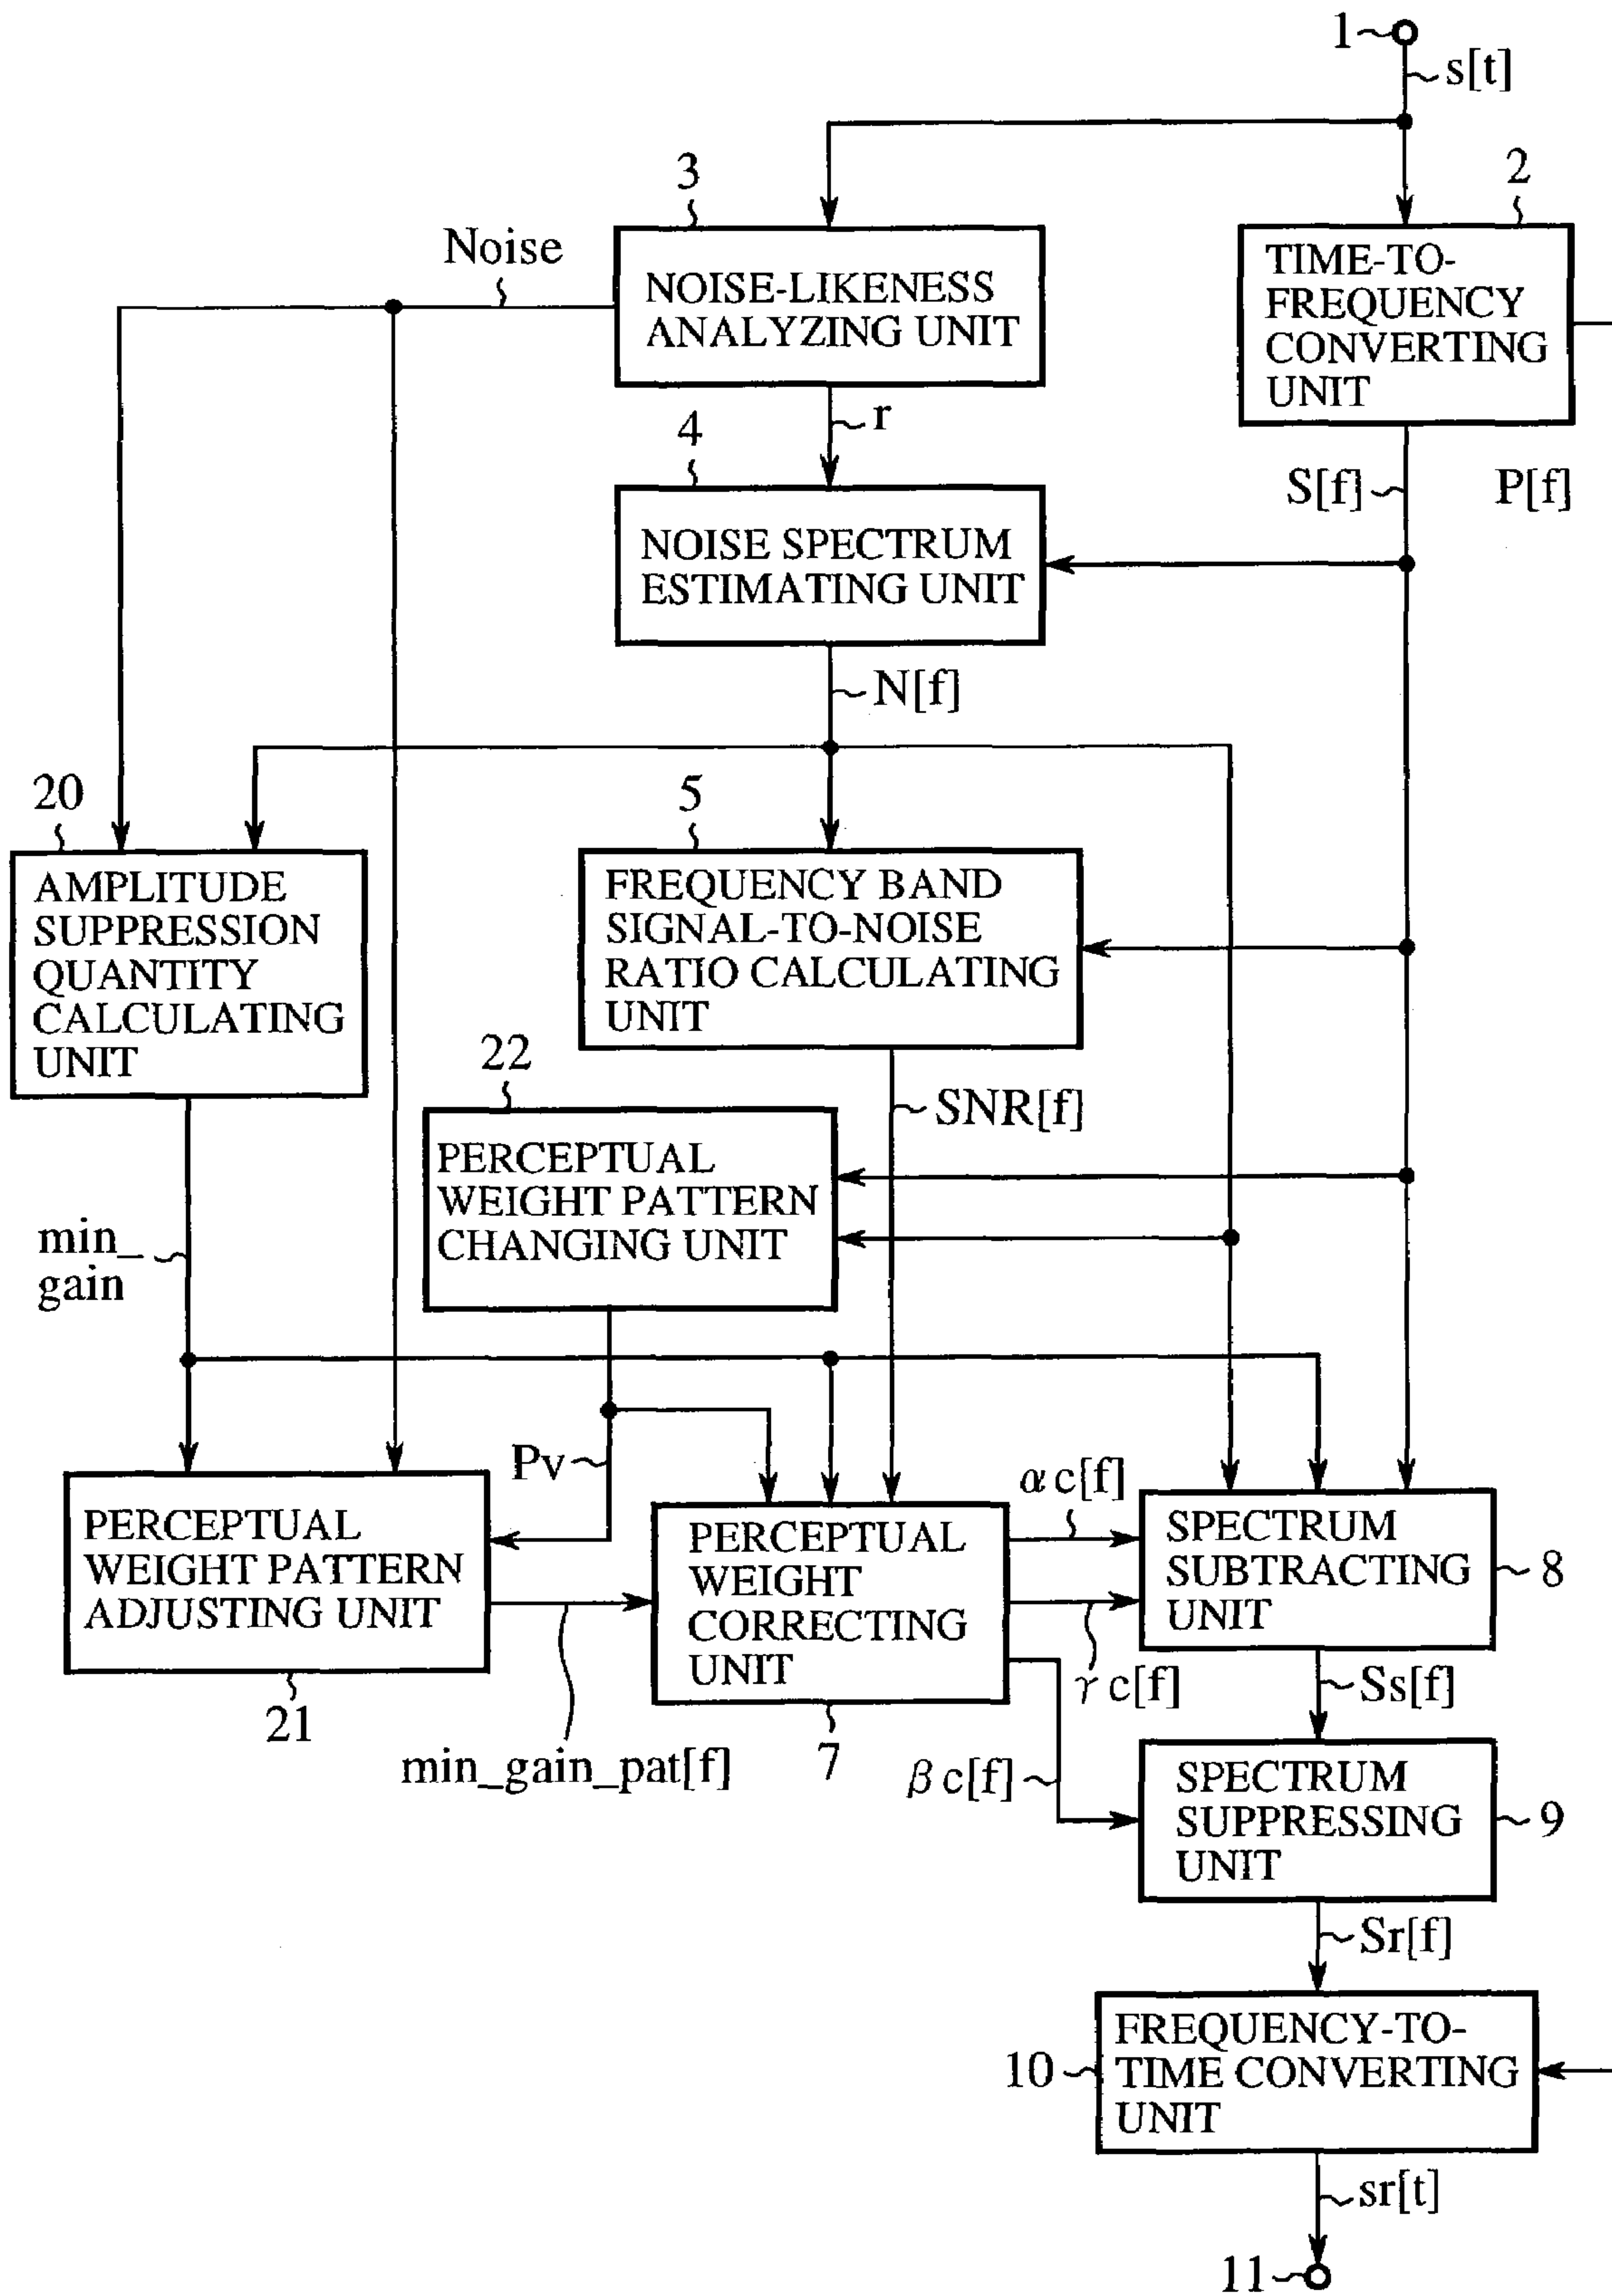 1
s[t]
3
2
Noise
NOISE-LIKENESS
ANALYZING UNIT
TIME-TO-
FREQUENCY
CONVERTING
UNIT
r
4
S[f]
P[f]
NOISE SPECTRUM
ESTIMATING UNIT
N[f]
20
5
AMPLITUDE
SUPPRESSION
QUANTITY
CALCULATING
UNIT
FREQUENCY BAND
SIGNAL-TO-NOISE
RATIO CALCULATING
UNIT
22
SNR[f]
PERCEPTUAL
WEIGHT PATTERN
CHANGING UNIT
min_
gain
Pv
αc[f]
PERCEPTUAL
WEIGHT PATTERN
ADJUSTING UNIT
PERCEPTUAL
WEIGHT
CORRECTING
UNIT
SPECTRUM
SUBTRACTING
UNIT
8
γc[f]
Ss[f]
21
min_gain_pat[f]
7
βc[f]
SPECTRUM
SUPPRESSING
UNIT
9
Sr[f]
10
FREQUENCY-TO-
TIME CONVERTING
UNIT
sr[t]
11